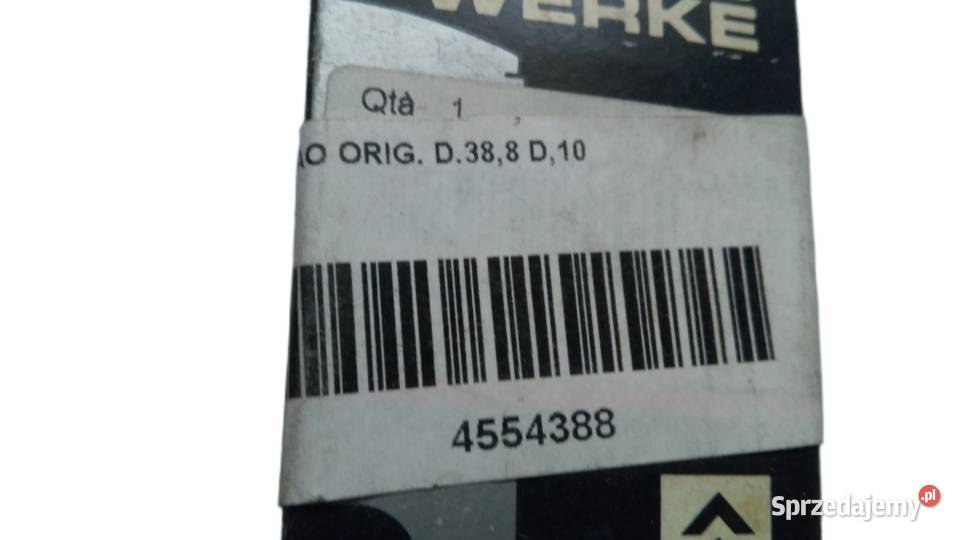 WERKE
Qtà 1 ,
AO ORIG. D.38,8 D,10
4554388
Sprzedajemy.pl